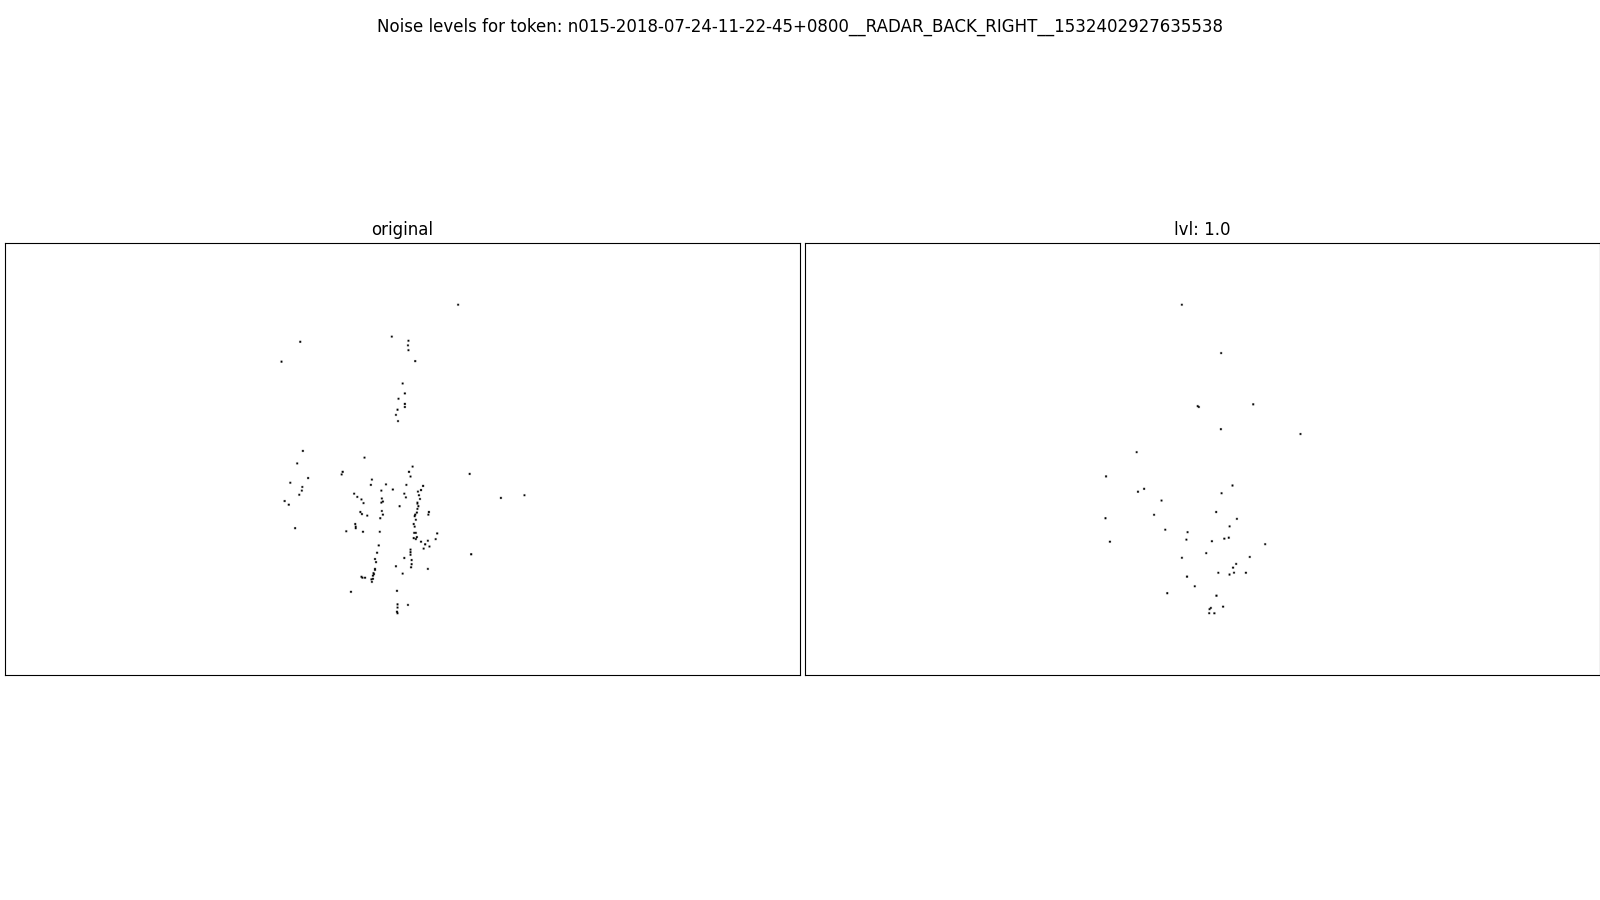 Noise levels for token: n015-2018-07-24-11-22-45+0800__RADAR_BACK_RIGHT__1532402927635538
original
lvl: 1.0